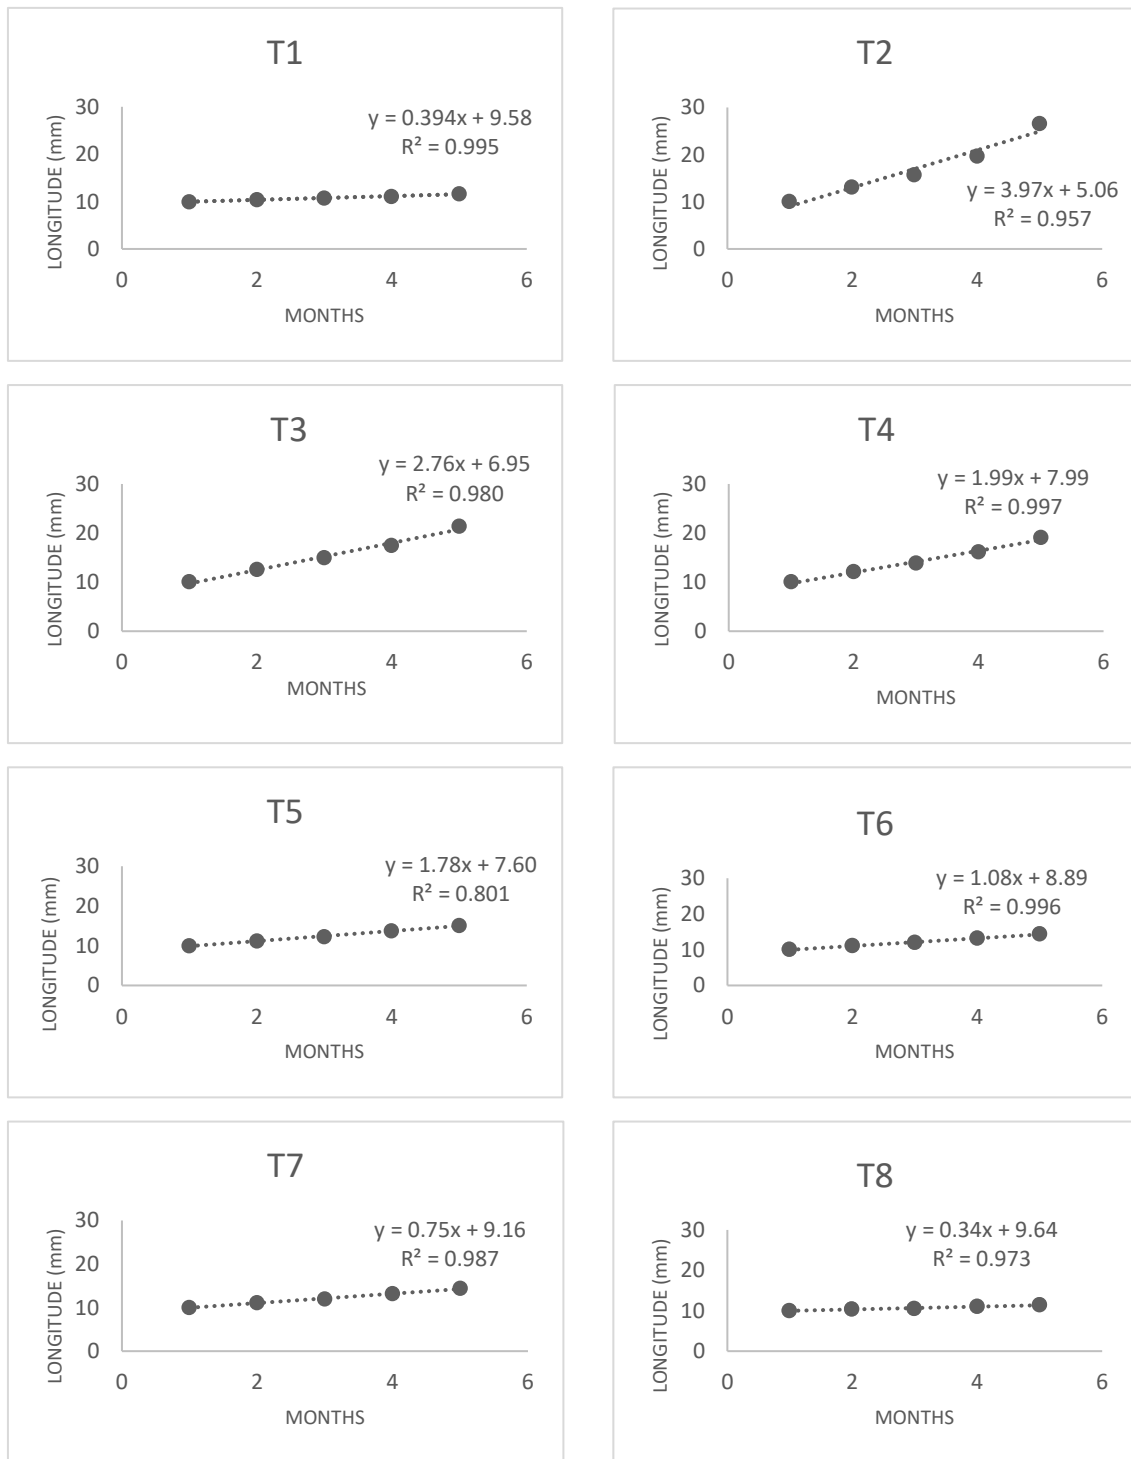 T1
y = 0.394x + 9.58
R² = 0.995
LONGITUDE (mm)
30
20
10
0
0 2 4 6
MONTHS
T2
y = 3.97x + 5.06
R² = 0.957
LONGITUDE (mm)
30
20
10
0
0 2 4 6
MONTHS
T3
y = 2.76x + 6.95
R² = 0.980
LONGITUDE (mm)
30
20
10
0
0 2 4 6
MONTHS
T4
y = 1.99x + 7.99
R² = 0.997
LONGITUDE (mm)
30
20
10
0
0 2 4 6
MONTHS
T5
y = 1.78x + 7.60
R² = 0.801
LONGITUDE (mm)
30
20
10
0
0 2 4 6
MONTHS
T6
y = 1.08x + 8.89
R² = 0.996
LONGITUDE (mm)
30
20
10
0
0 2 4 6
MONTHS
T7
y = 0.75x + 9.16
R² = 0.987
LONGITUDE (mm)
30
20
10
0
0 2 4 6
MONTHS
T8
y = 0.34x + 9.64
R² = 0.973
LONGITUDE (mm)
30
20
10
0
0 2 4 6
MONTHS